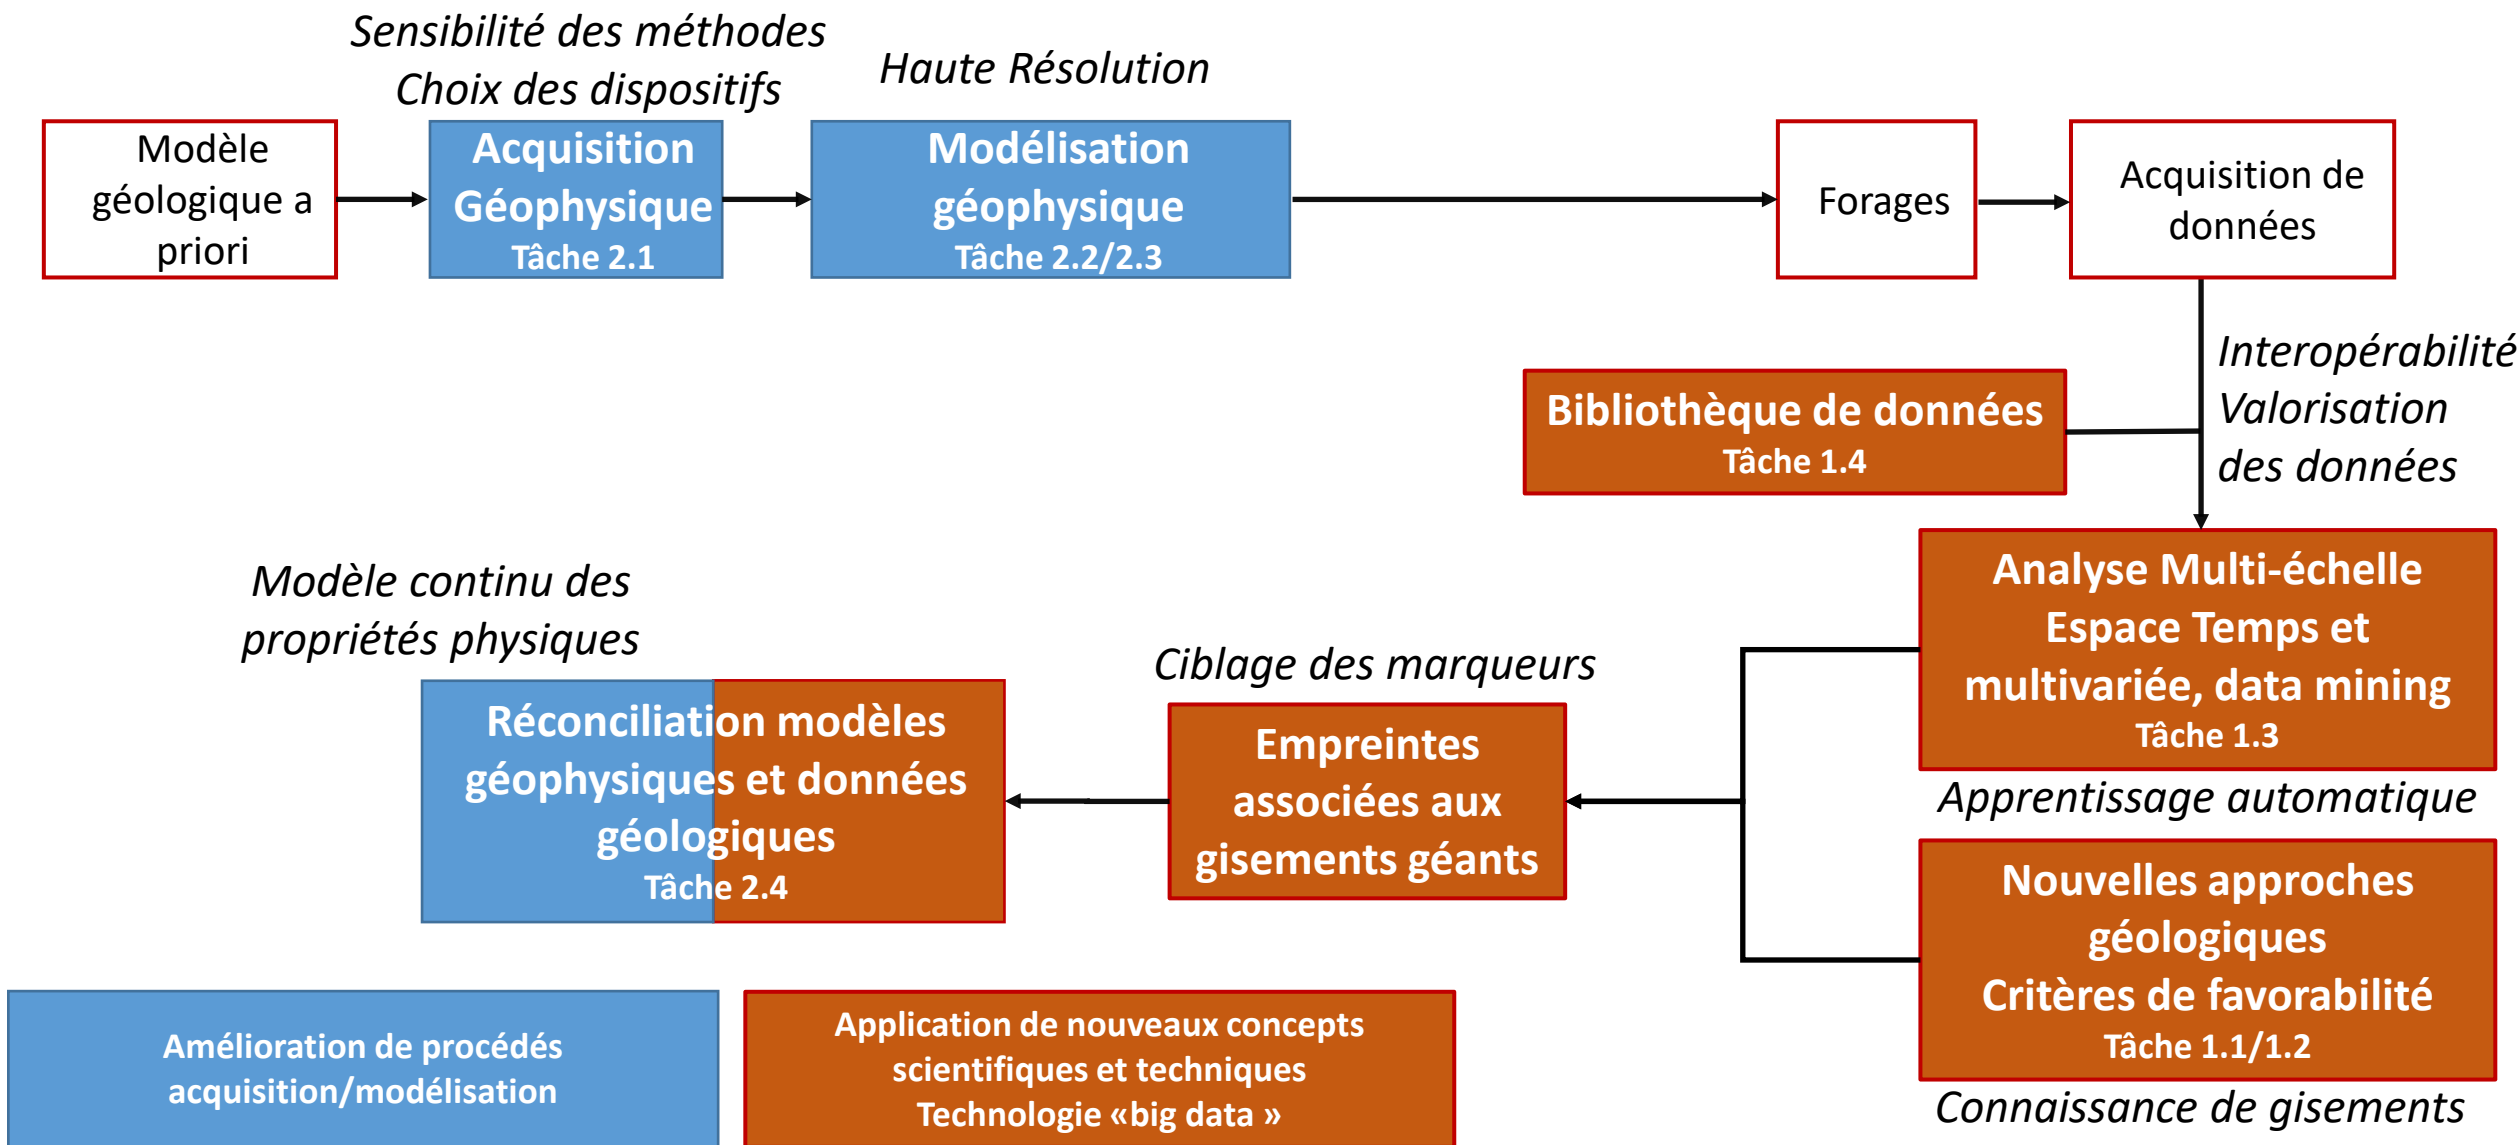 Sensibilité des méthodes
Choix des dispositifs
Haute Résolution
Modèle
géologique a
priori
Acquisition
Géophysique
Tâche 2.1
Modélisation
géophysique
Tâche 2.2/2.3
Forages
Acquisition de
données
Interopérabilité
Valorisation
des données
Bibliothèque de données
Tâche 1.4
Analyse Multi-échelle
Espace Temps et
multivariée, data mining
Tâche 1.3
Apprentissage automatique
Modèle continu des
propriétés physiques
Ciblage des marqueurs
Réconciliation modèles
géophysiques et données
géologiques
Tâche 2.4
Empreintes
associées aux
gisements géants
Nouvelles approches
géologiques
Critères de favorabilité
Tâche 1.1/1.2
Connaissance de gisements
Amélioration de procédés
acquisition/modélisation
Application de nouveaux concepts
scientifiques et techniques
Technologie «big data »